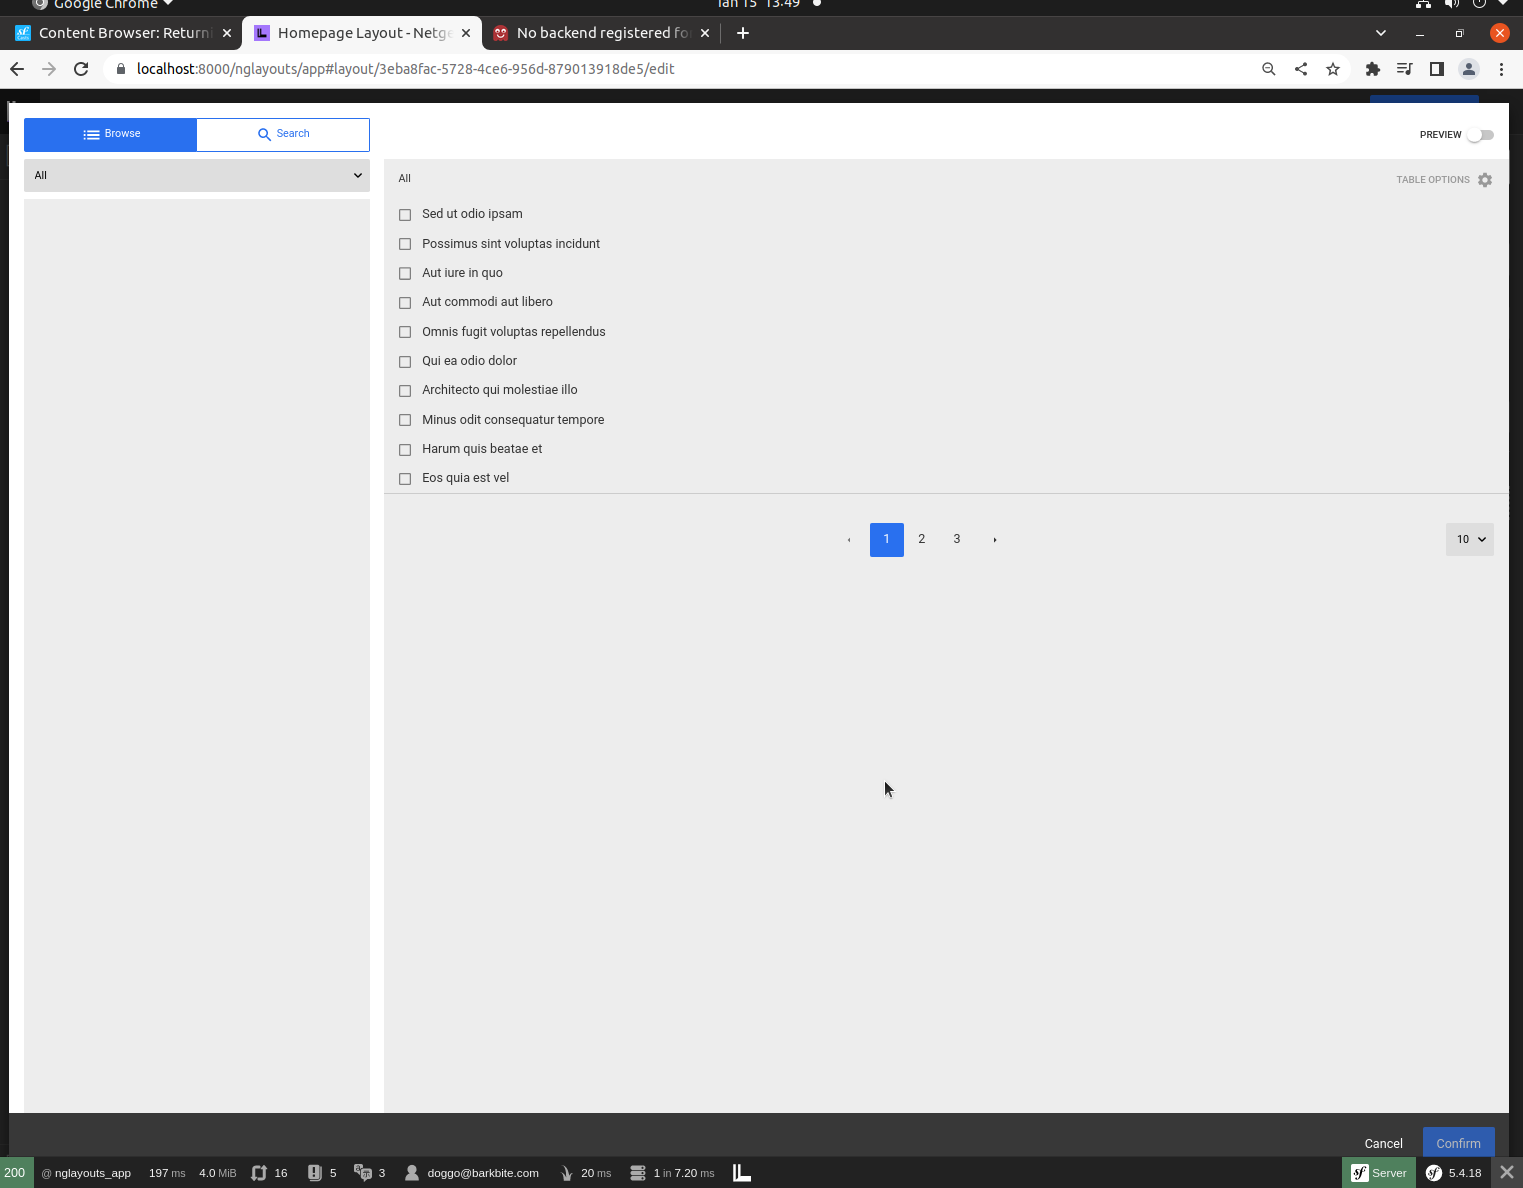 Google Chrome
Jan 15 13:49
Content Browser: Return
Homepage Layout - Netge
No backend registered fo
localhost:8000/nglayouts/app#layout/3eba8fac-5728-4ce6-956d-879013918de5/edit
Browse
Search
PREVIEW
All
All
TABLE OPTIONS
Sed ut odio ipsam
Possimus sint voluptas incidunt
Aut iure in quo
Aut commodi aut libero
Omnis fugit voluptas repellendus
Qui ea odio dolor
Architecto qui molestiae illo
Minus odit consequatur tempore
Harum quis beatae et
Eos quia est vel
1 2 3
10
Cancel
Confirm
200 @ nglayouts_app 197 ms 4.0 MiB 16 5 3 doggo@barkbite.com 20 ms 1 in 7.20 ms Server 5.4.18